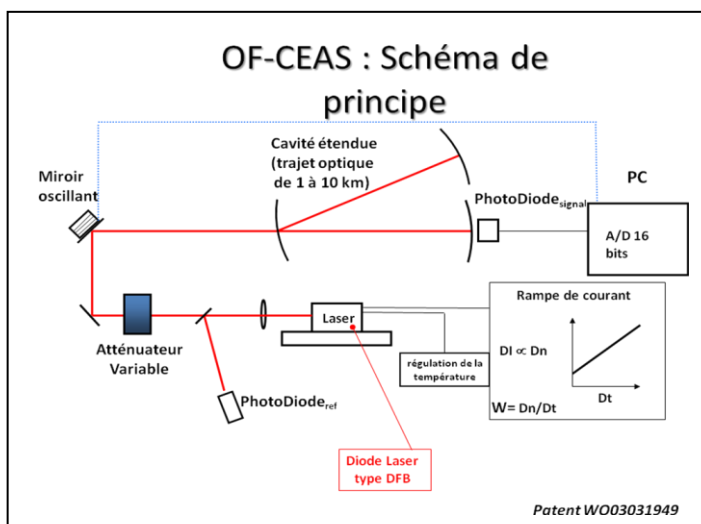 OF-CEAS : Schéma de
principe
Cavité étendue
(trajet optique
de 1 à 10 km)
Miroir
oscillant
PhotoDiodesignal
PC
A/D 16
bits
Rampe de courant
Laser
Atténuateur
Variable
régulation de la
température
DI ∝ Dn
Dt
W= Dn/Dt
PhotoDioderef
Diode Laser
type DFB
Patent WO03031949